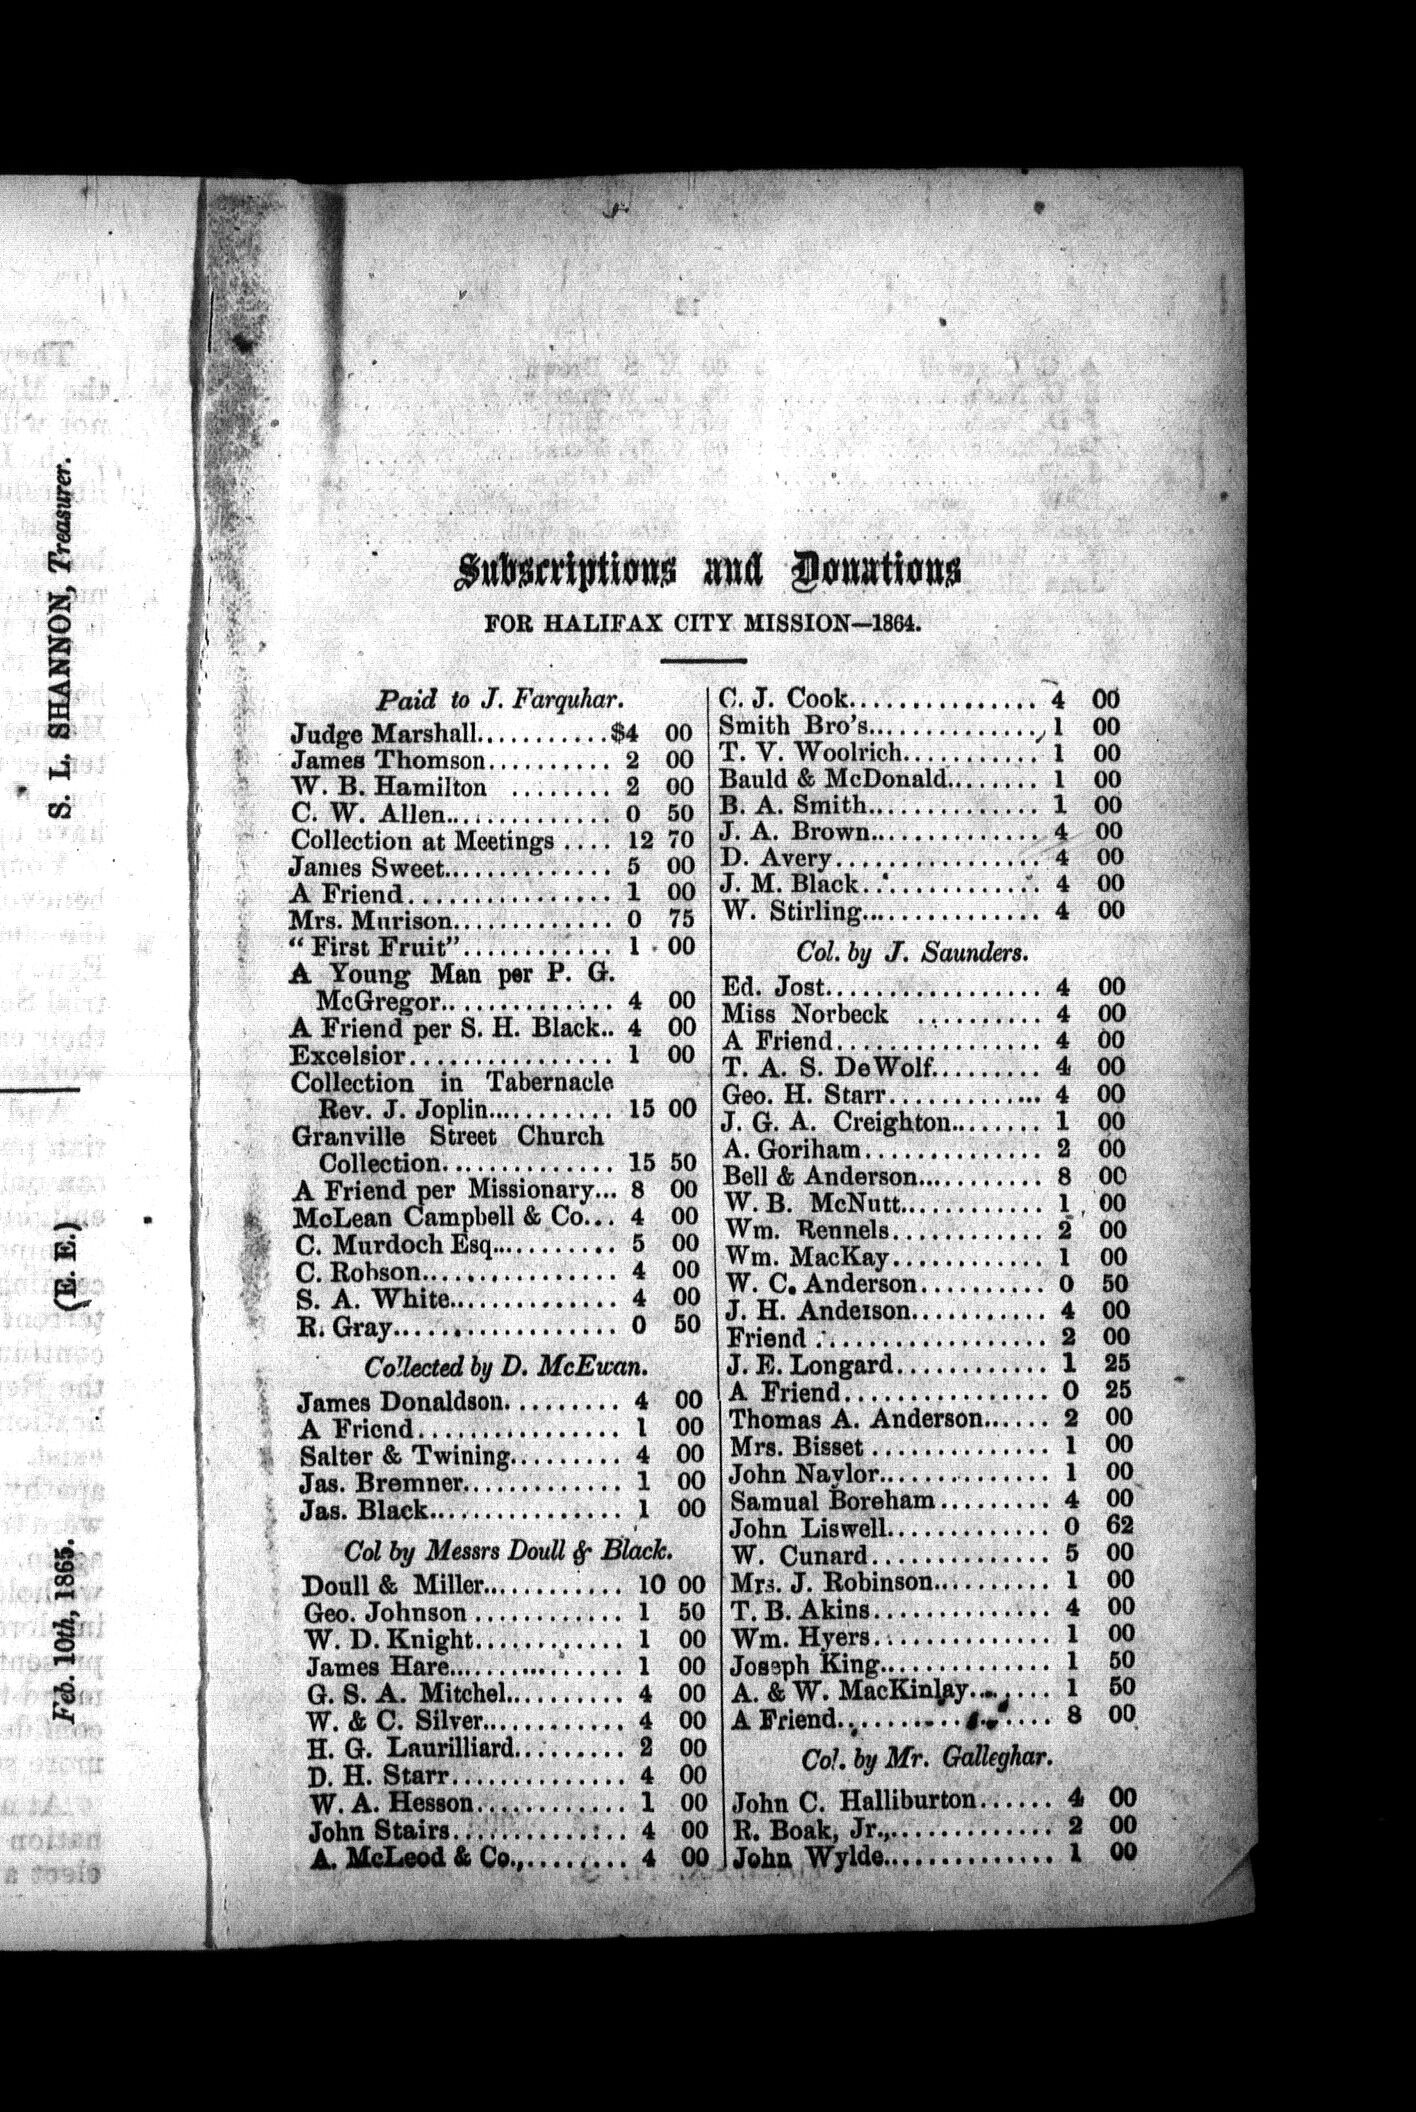 S. L. SHANNON, Treasurer.
(E. E.)
Feb. 10th, 1865.
Subscriptions and Donations
FOR HALIFAX CITY MISSION—1864.
Paid to J. Farquhar.
Judge Marshall...........$4 00
James Thomson.......... 2 00
W. B. Hamilton ........ 2 00
C. W. Allen.............. 0 50
Collection at Meetings .... 12 70
James Sweet.............. 5 00
A Friend................ 1 00
Mrs. Murison............. 0 75
“First Fruit”............ 1 00
A Young Man per P. G.
McGregor.............. 4 00
A Friend per S. H. Black.. 4 00
Excelsior................ 1 00
Collection in Tabernacle
Rev. J. Joplin........... 15 00
Granville Street Church
Collection.............. 15 50
A Friend per Missionary... 8 00
McLean Campbell & Co... 4 00
C. Murdoch Esq.......... 5 00
C. Robson................ 4 00
S. A. White.............. 4 00
R. Gray.................. 0 50
Collected by D. McEwan.
James Donaldson......... 4 00
A Friend................ 1 00
Salter & Twining......... 4 00
Jas. Bremner............. 1 00
Jas. Black................ 1 00
Col by Messrs Doull & Black.
Doull & Miller............ 10 00
Geo. Johnson ............ 1 50
W. D. Knight............ 1 00
James Hare.............. 1 00
G. S. A. Mitchel.......... 4 00
W. & C. Silver............ 4 00
H. G. Laurilliard......... 2 00
D. H. Starr.............. 4 00
W. A. Hesson............ 1 00
John Stairs.............. 4 00
A. McLeod & Co.,........ 4 00
C. J. Cook............... 4 00
Smith Bro's.............. 1 00
T. V. Woolrich........... 1 00
Bauld & McDonald....... 1 00
B. A. Smith.............. 1 00
J. A. Brown.............. 4 00
D. Avery................ 4 00
J. M. Black.............. 4 00
W. Stirling.............. 4 00
Col. by J. Saunders.
Ed. Jost................. 4 00
Miss Norbeck .......... 4 00
A Friend................ 4 00
T. A. S. DeWolf......... 4 00
Geo. H. Starr............ 4 00
J. G. A. Creighton........ 1 00
A. Goriham.............. 2 00
Bell & Anderson.......... 8 00
W. B. McNutt........... 1 00
Wm. Rennels............ 2 00
Wm. MacKay............ 1 00
W. C. Anderson.......... 0 50
J. H. Anderson........... 4 00
Friend .................. 2 00
J. E. Longard............ 1 25
A Friend................ 0 25
Thomas A. Anderson...... 2 00
Mrs. Bisset .............. 1 00
John Naylor............. 1 00
Samual Boreham......... 4 00
John Liswell............. 0 62
W. Cunard.............. 5 00
Mrs. J. Robinson......... 1 00
T. B. Akins.............. 4 00
Wm. Hyers.............. 1 00
Joseph King............. 1 50
A. & W. MacKinlay....... 1 50
A Friend................ 8 00
Col. by Mr. Galleghar.
John C. Halliburton...... 4 00
R. Boak, Jr.,............. 2 00
John Wylde.............. 1 00